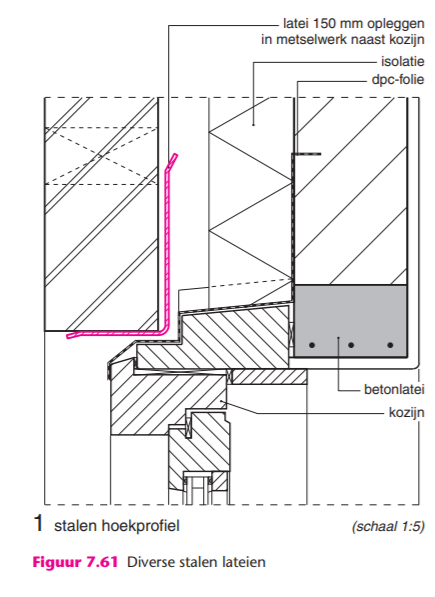 latei 150 mm opleggen
in metselwerk naast kozijn
isolatie
dpc-folie
betonlatei
kozijn
1 stalen hoekprofiel
(schaal 1:5)
Figuur 7.61 Diverse stalen lateien